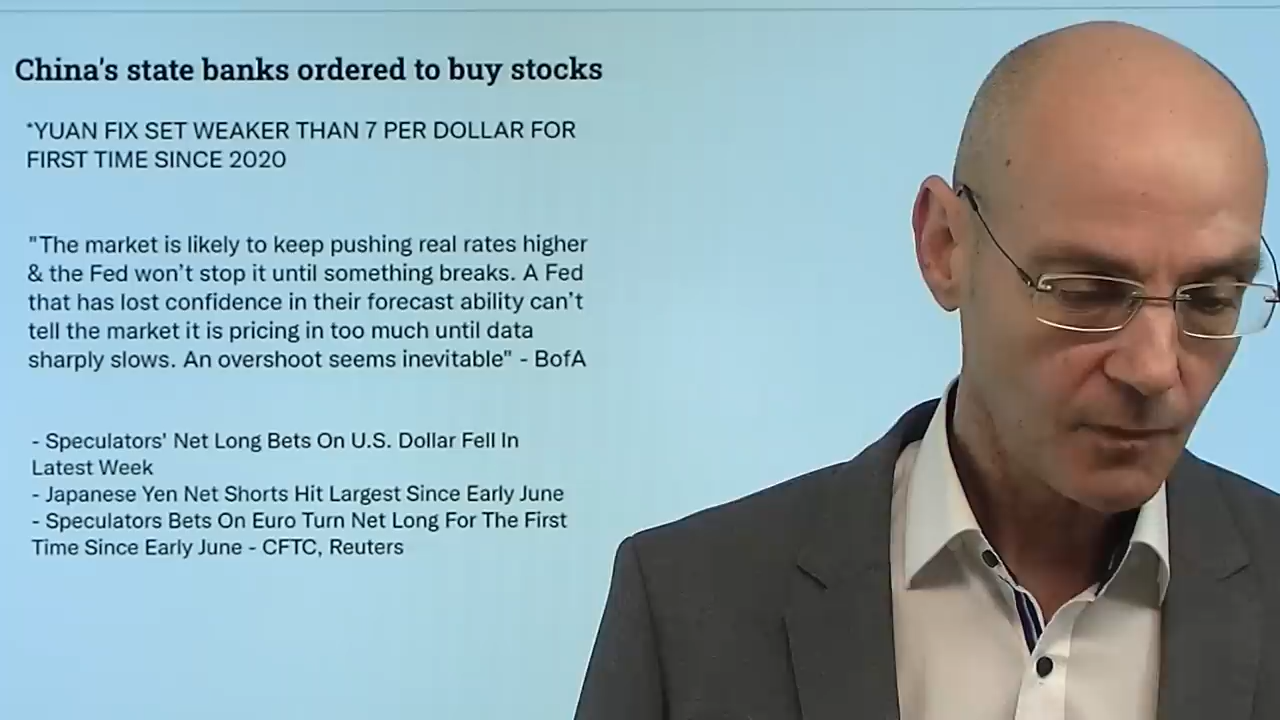 China's state banks ordered to buy stocks
*YUAN FIX SET WEAKER THAN 7 PER DOLLAR FOR
FIRST TIME SINCE 2020
"The market is likely to keep pushing real rates higher
& the Fed won't stop it until something breaks. A Fed
that has lost confidence in their forecast ability can't
tell the market it is pricing in too much until data
sharply slows. An overshoot seems inevitable" - BofA
- Speculators' Net Long Bets On U.S. Dollar Fell In
Latest Week
- Japanese Yen Net Shorts Hit Largest Since Early June
- Speculators Bets On Euro Turn Net Long For The First
Time Since Early June - CFTC, Reuters